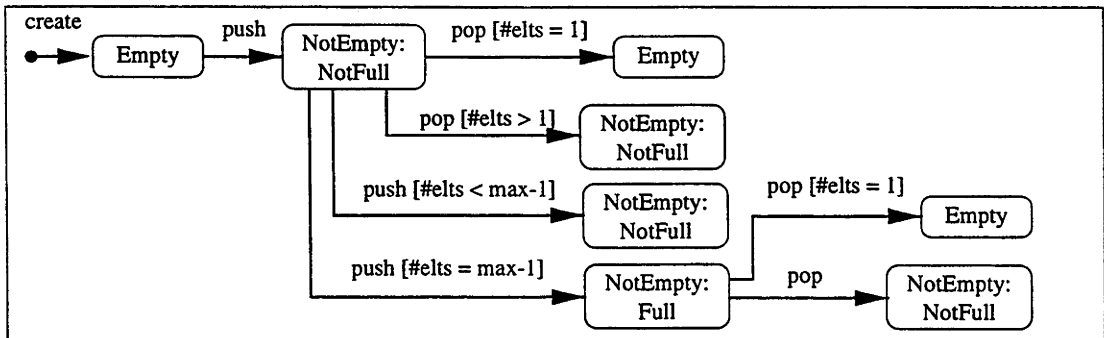 create
push
pop [#elts = 1]
Empty
NotEmpty:
NotFull
Empty
pop [#elts > 1]
NotEmpty:
NotFull
push [#elts < max-1]
NotEmpty:
NotFull
pop [#elts = 1]
Empty
push [#elts = max-1]
NotEmpty:
Full
pop
NotEmpty:
NotFull